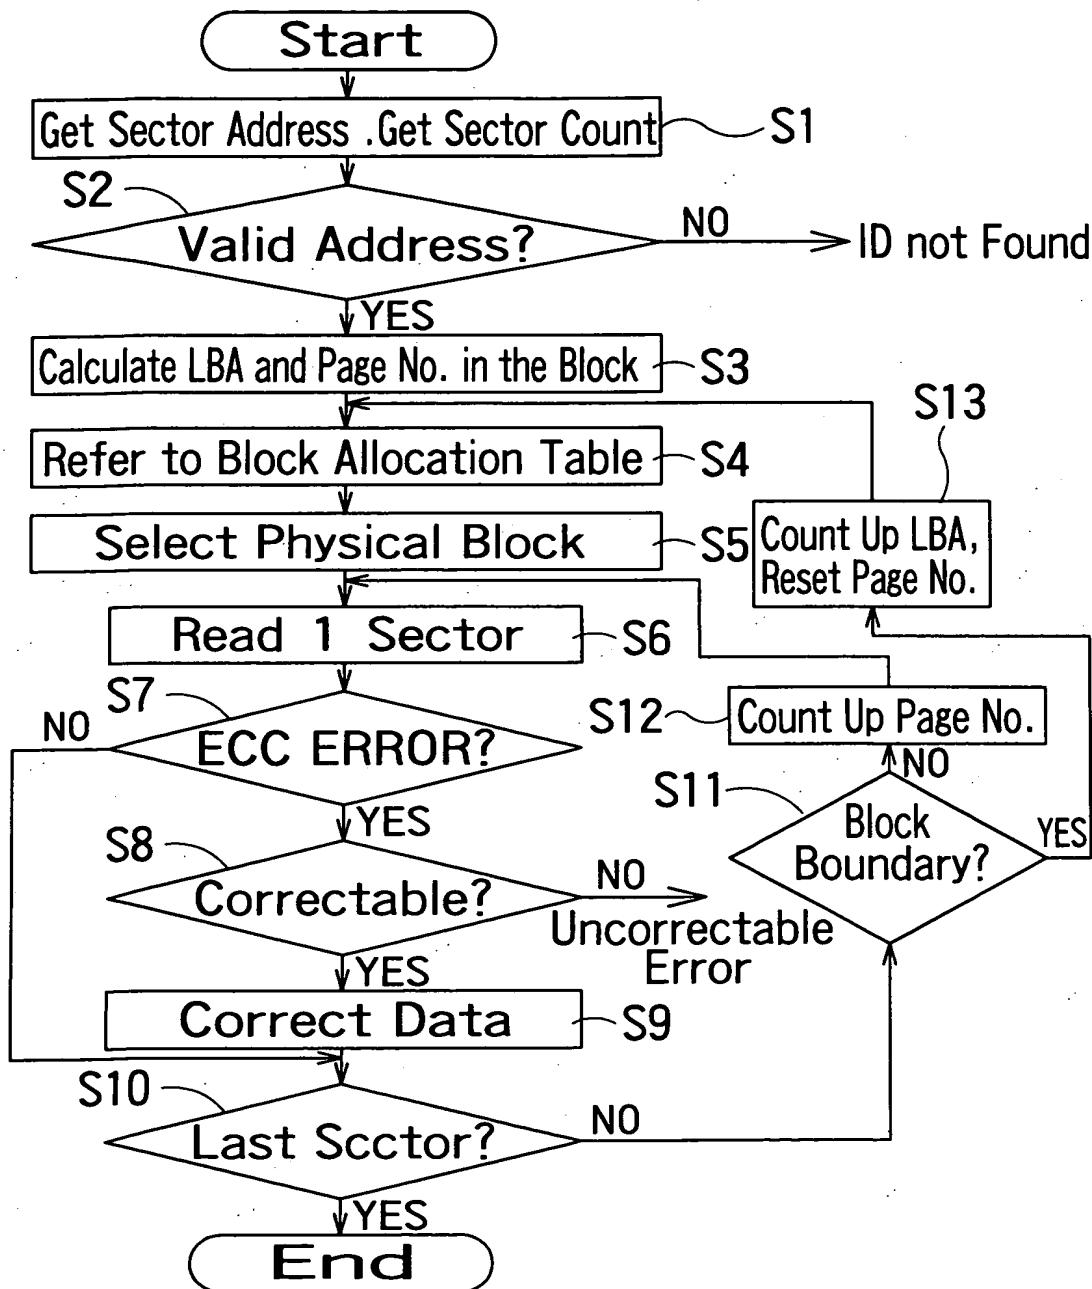 Start
Get Sector Address .Get Sector Count
S1
S2
Valid Address?
NO
ID not Found
YES
Calculate LBA and Page No. in the Block
S3
S13
Refer to Block Allocation Table
S4
Select Physical Block
S5
Count Up LBA,
Reset Page No.
Read 1 Sector
S6
S7
NO
ECC ERROR?
S12
Count Up Page No.
NO
YES
S11
Block
Boundary?
YES
S8
Correctable?
NO
Uncorrectable
Error
YES
Correct Data
S9
S10
Last Scctor?
NO
YES
End